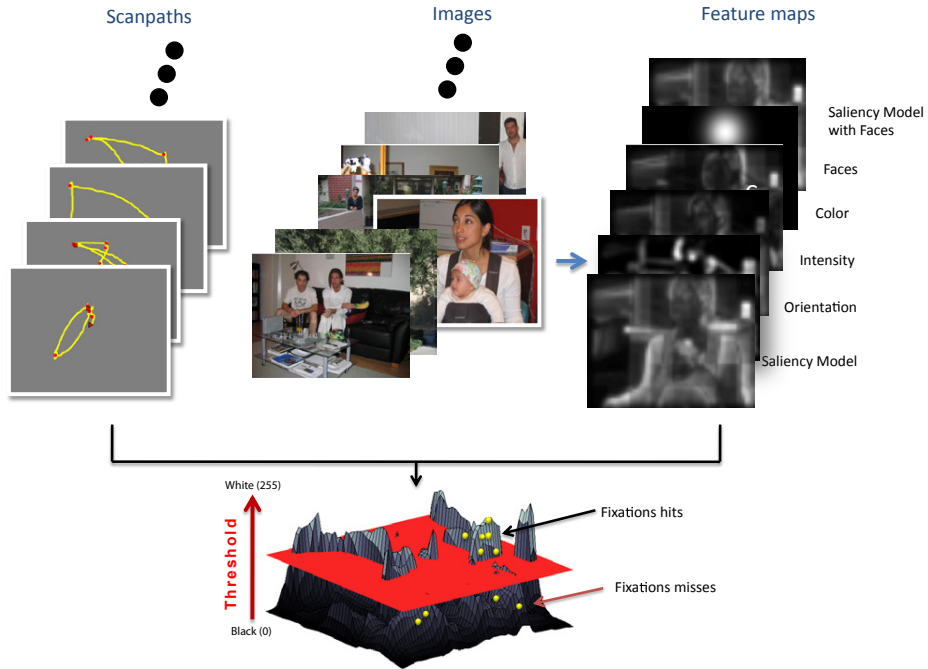 Scanpaths
Images
Feature maps
Saliency Model
with Faces
Faces
Color
Intensity
Orientation
Saliency Model
White (255)
Threshold
Black (0)
Fixations hits
Fixations misses